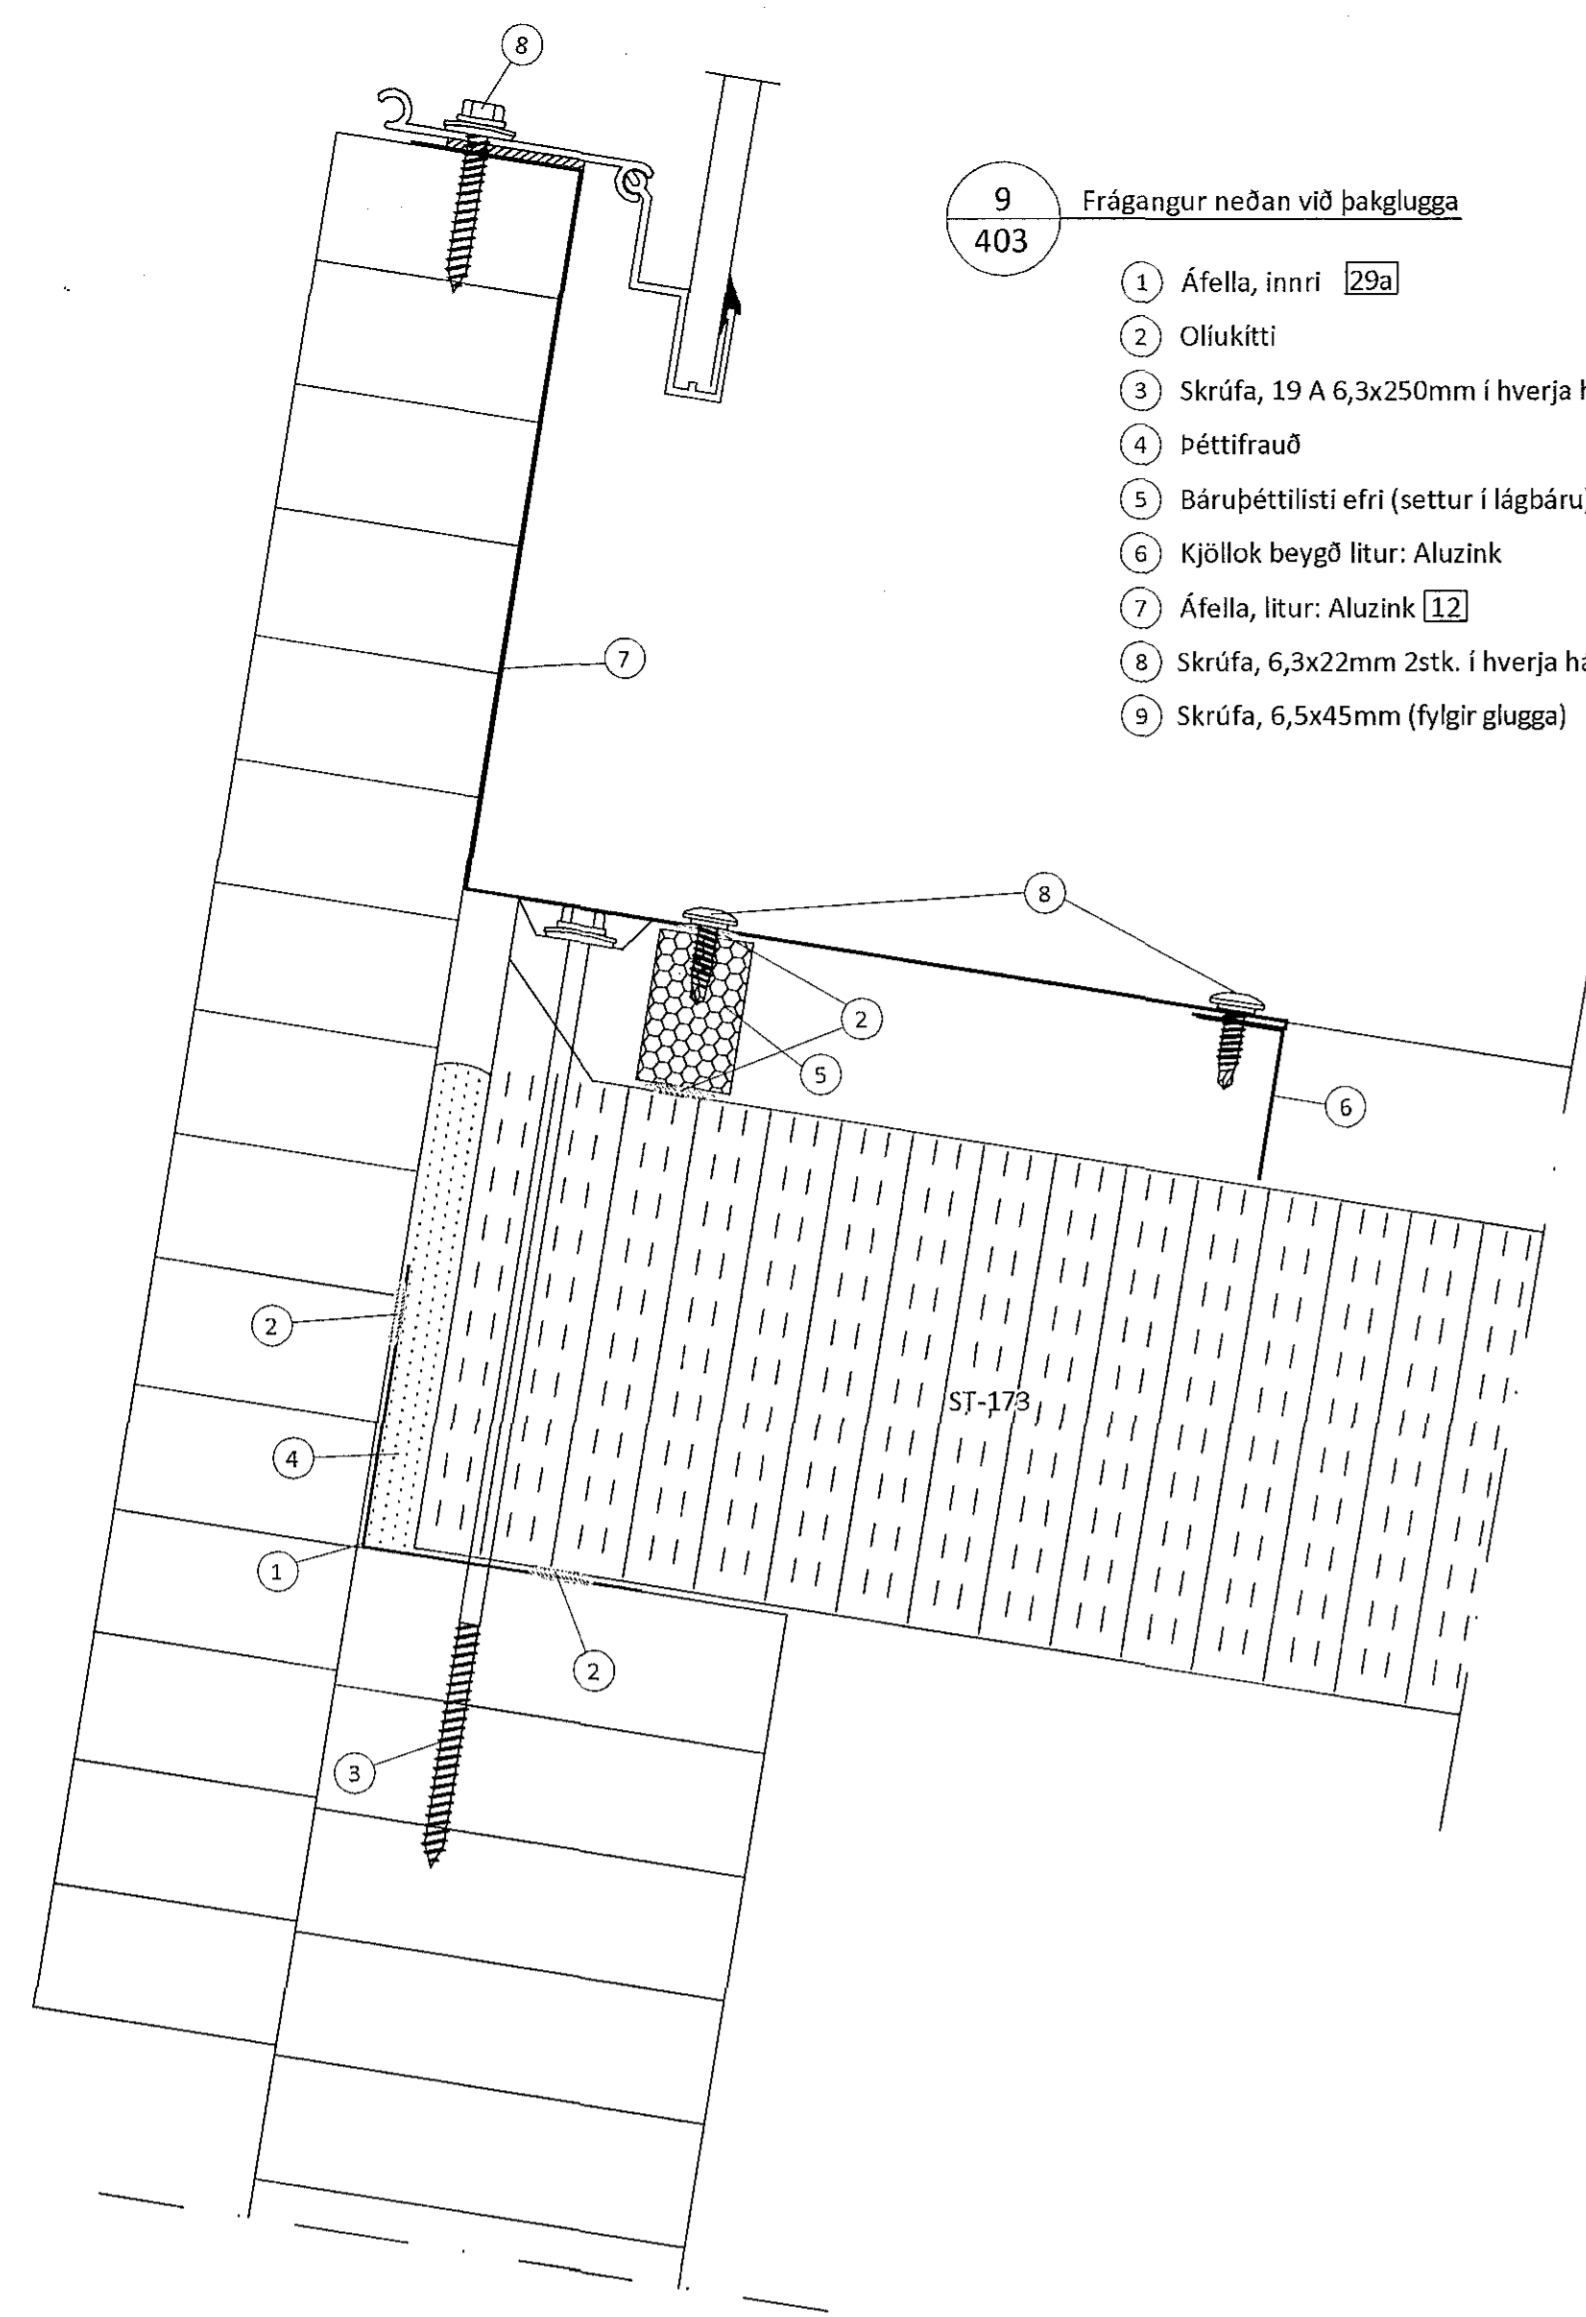 8
9
403
Frágangur neðan við þakglugga
1 Áfella, innri 29a
2 Olíukítti
3 Skrúfa, 19 A 6,3x250mm í hverja
4 Þéttifrauð
5 Báruþéttilisti efri (settur í lágbáru)
6 Kjöllok beygð litur: Aluzink
7 Áfella, litur: Aluzink 12
8 Skrúfa, 6,3x22mm 2stk. í hverja
9 Skrúfa, 6,5x45mm (fylgir glugga)
7
8
2
5
6
2
ST-173
4
1
2
3